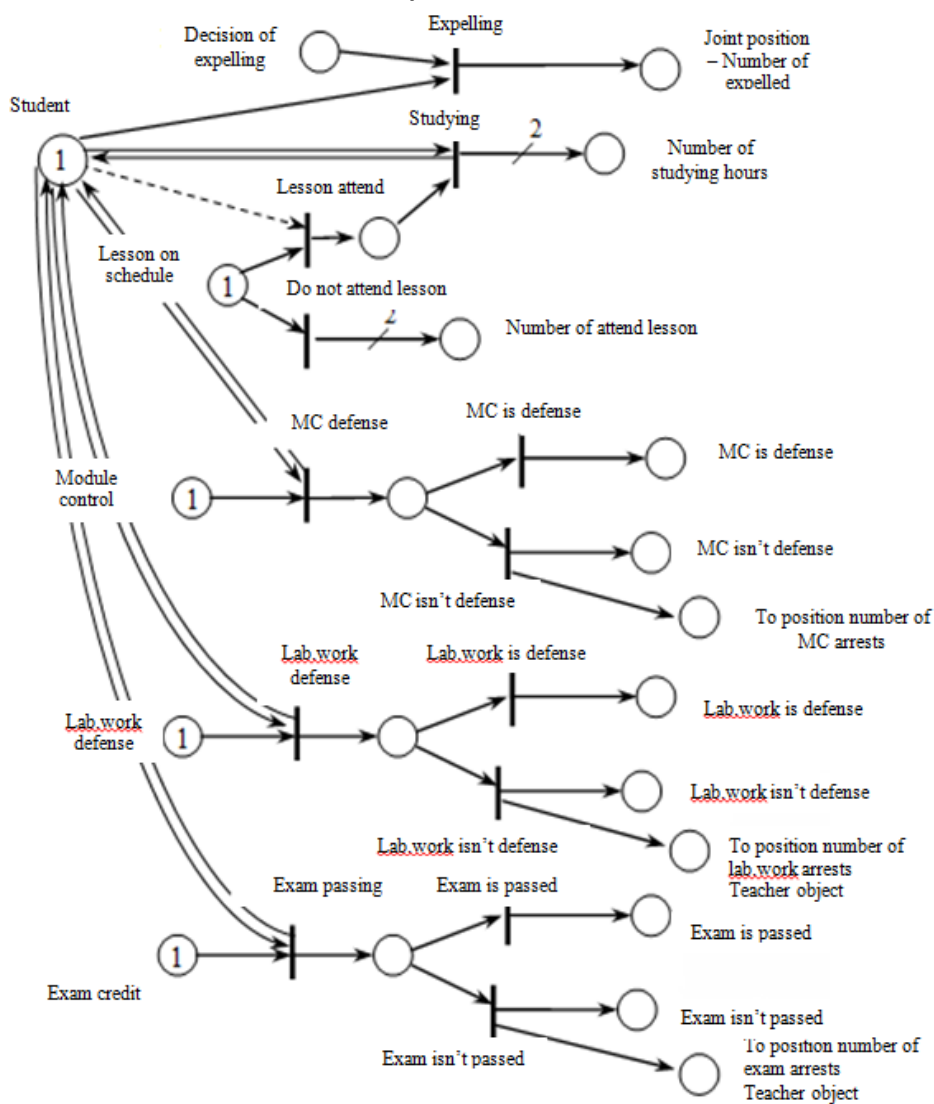 Expelling
Decision of
expelling
Joint position
– Number of
expelled
Student
Studying
1
2
Number of
studying hours
Lesson attend
Lesson on
schedule
1
Do not attend lesson
2
Number of attend lesson
MC defense
MC is defense
MC is defense
Module
control
1
MC isn't defense
MC isn't defense
To position number of
MC arrests
Lab.work
defense
Lab.work is defense
Lab.work is defense
Lab.work
defense
1
Lab.work isn't defense
Lab.work isn't defense
To position number of
lab.work arrests
Teacher object
Exam passing
Exam is passed
Exam is passed
1
Exam credit
Exam isn't passed
Exam isn't passed
To position number of
exam arrests
Teacher object